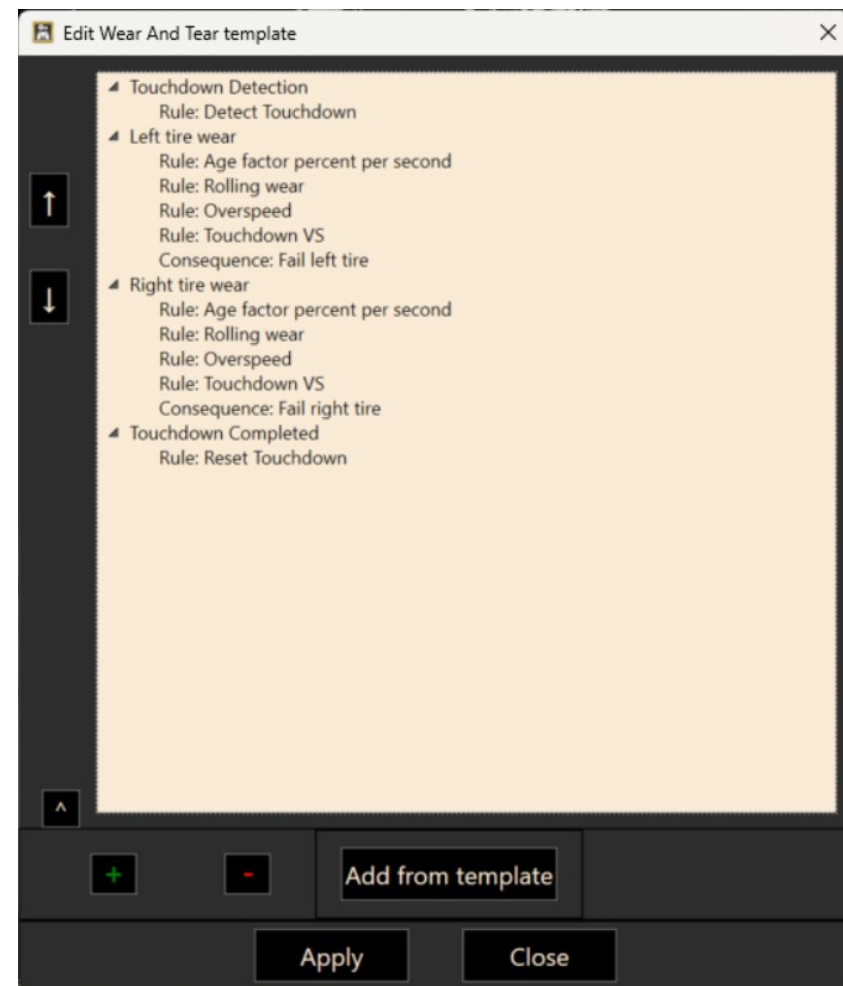 Edit Wear And Tear template
Touchdown Detection
Rule: Detect Touchdown
Left tire wear
Rule: Age factor percent per second
Rule: Rolling wear
Rule: Overspeed
Rule: Touchdown VS
Consequence: Fail left tire
Right tire wear
Rule: Age factor percent per second
Rule: Rolling wear
Rule: Overspeed
Rule: Touchdown VS
Consequence: Fail right tire
Touchdown Completed
Rule: Reset Touchdown
↑
↓
^
+ - Add from template
Apply Close